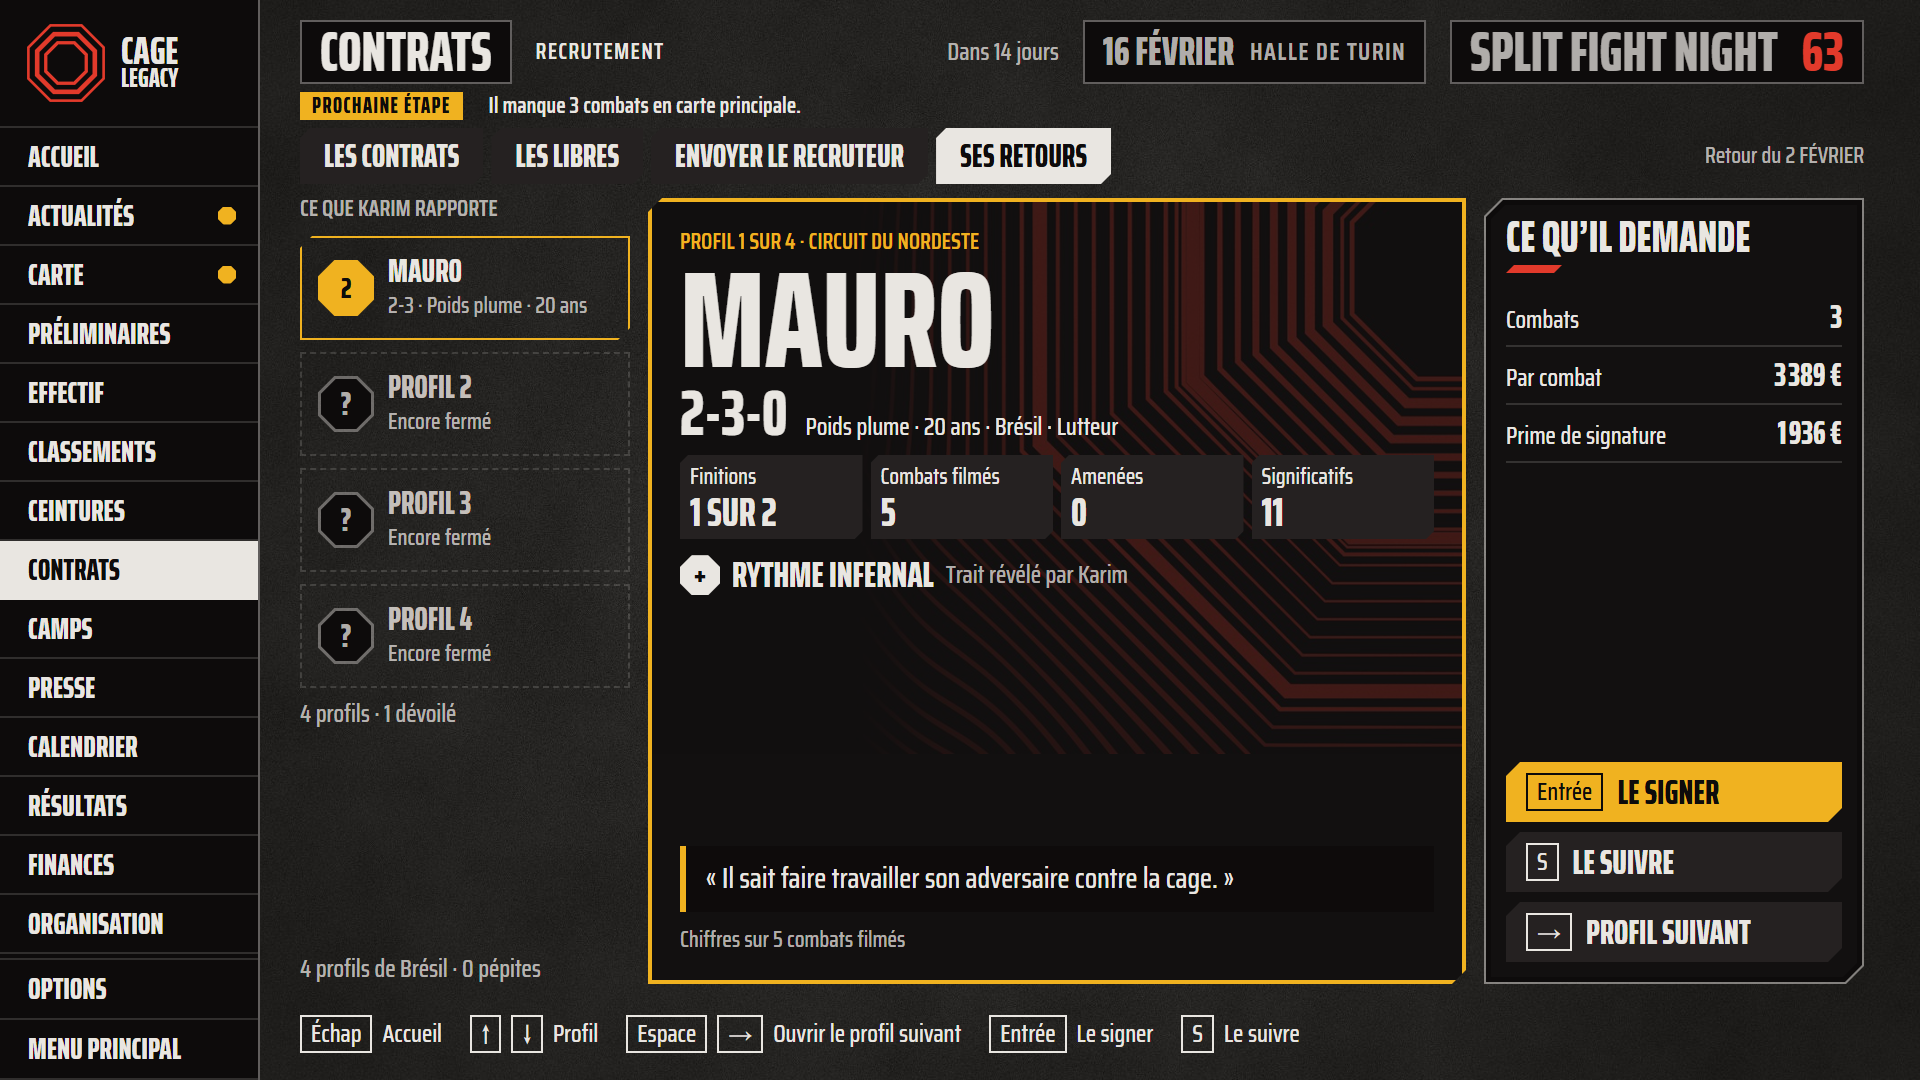 CAGE
LEGACY
ACCUEIL
ACTUALITÉS
CARTE
PRÉLIMINAIRES
EFFECTIF
CLASSEMENTS
CEINTURES
CONTRATS
CAMPS
PRESSE
CALENDRIER
RÉSULTATS
FINANCES
ORGANISATION
OPTIONS
MENU PRINCIPAL
CONTRATS RECRUTEMENT
Dans 14 jours
16 FÉVRIER HALLE DE TURIN
SPLIT FIGHT NIGHT 63
PROCHAINE ÉTAPE Il manque 3 combats en carte principale.
LES CONTRATS LES LIBRES ENVOYER LE RECRUTEUR SES RETOURS
Retour du 2 FÉVRIER
CE QUE KARIM RAPPORTE
2
MAURO
2-3 · Poids plume · 20 ans
?
PROFIL 2
Encore fermé
?
PROFIL 3
Encore fermé
?
PROFIL 4
Encore fermé
4 profils · 1 dévoilé
4 profils de Brésil · 0 pépites
PROFIL 1 SUR 4 · CIRCUIT DU NORDESTE
MAURO
2-3-0 Poids plume · 20 ans · Brésil · Lutteur
Finitions
1 SUR 2
Combats filmés
5
Amenées
0
Significatifs
11
+ RYTHME INFERNAL Trait révélé par Karim
« Il sait faire travailler son adversaire contre la cage. »
Chiffres sur 5 combats filmés
CE QU’IL DEMANDE
Combats 3
Par combat 3 389 €
Prime de signature 1 936 €
Entrée LE SIGNER
S LE SUIVRE
→ PROFIL SUIVANT
Échap Accueil ↑ ↓ Profil Espace → Ouvrir le profil suivant Entrée Le signer S Le suivre